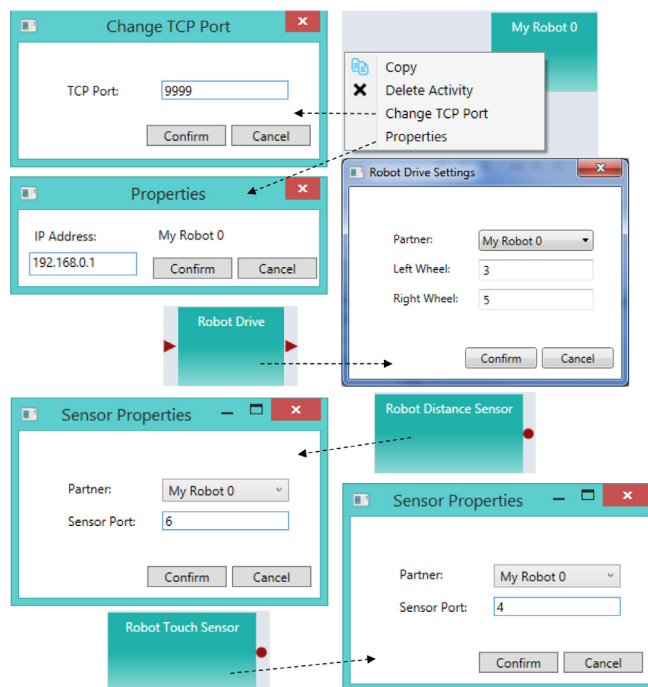 Change TCP Port
TCP Port: 9999
Confirm Cancel
My Robot 0
Copy
Delete Activity
Change TCP Port
Properties
Properties
IP Address: My Robot 0
192.168.0.1 Confirm Cancel
Robot Drive Settings
Partner: My Robot 0
Left Wheel: 3
Right Wheel: 5
Confirm Cancel
Robot Drive
Sensor Properties
Partner: My Robot 0
Sensor Port: 6
Confirm Cancel
Robot Distance Sensor
Sensor Properties
Partner: My Robot 0
Sensor Port: 4
Confirm Cancel
Robot Touch Sensor